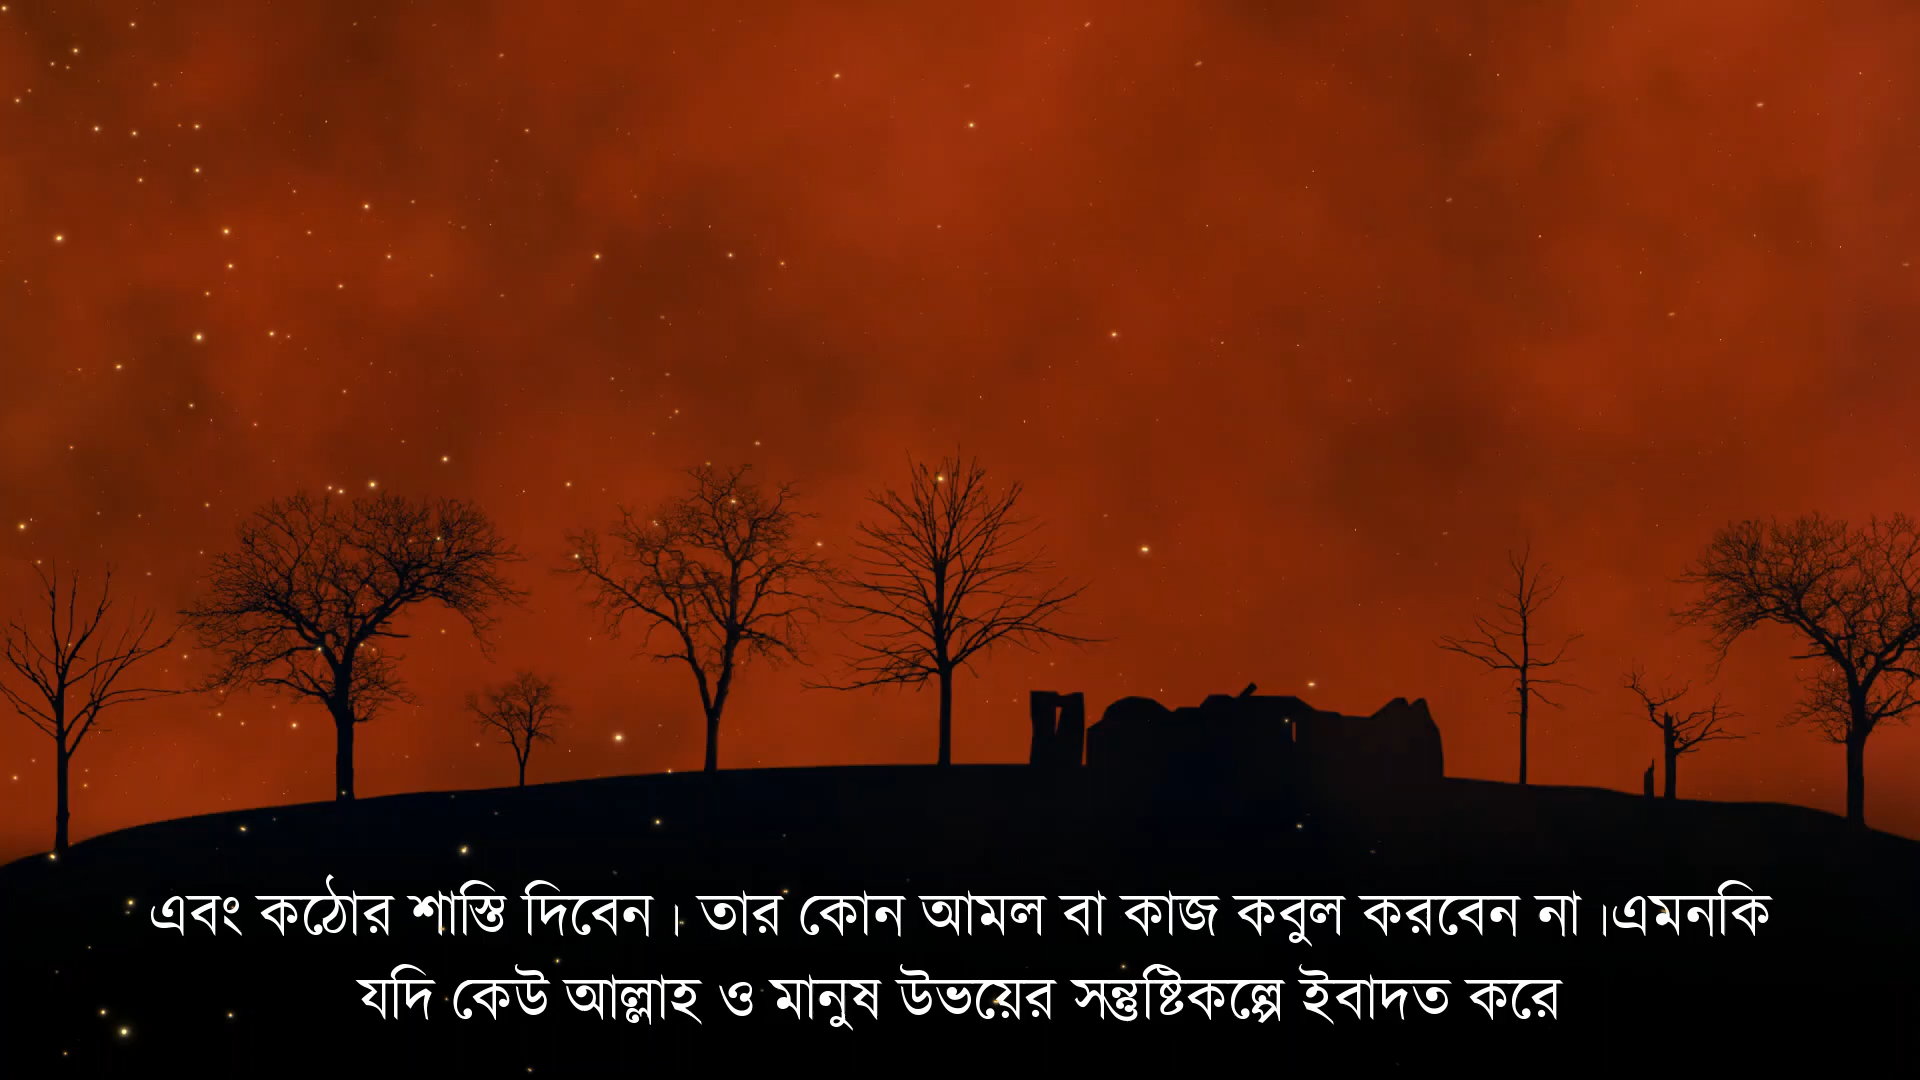 এবং কঠোর শাস্তি দিবেন। তার কোন আমল বা কাজ কবুল করবেন না।এমনকি
যদি কেউ আল্লাহ ও মানুষ উভয়ের সন্তুষ্টিকল্পে ইবাদত করে